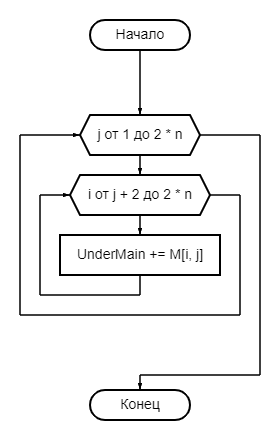 Начало
j от 1 до 2 * n
i от j + 2 до 2 * n
UnderMain += M[i, j]
Конец